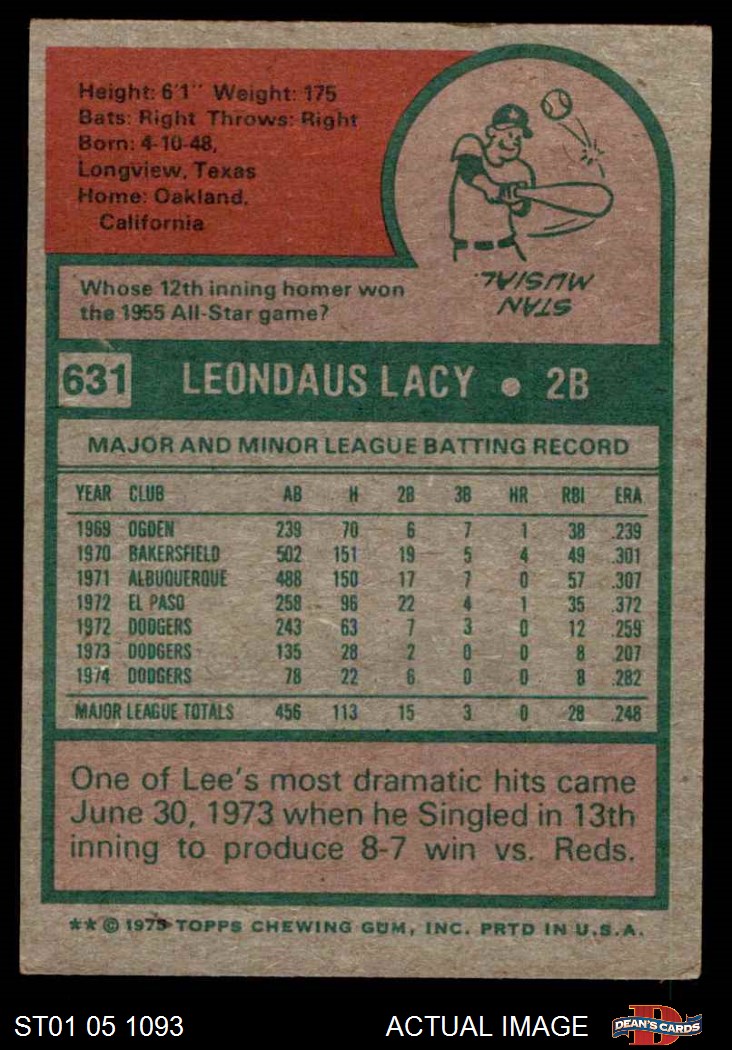 Height: 6'1" Weight: 175
Bats: Right Throws: Right
Born: 4-10-48,
Longview, Texas
Home: Oakland,
California
Whose 12th inning homer won
the 1955 All-Star game?
STAN
MUSIAL.
631 LEONDAUS LACY • 2B
MAJOR AND MINOR LEAGUE BATTING RECORD
YEAR CLUB AB H 2B 3B HR RBI ERA
1969 OGDEN 239 70 6 7 1 38 .239
1970 BAKERSFIELD 502 151 19 5 4 49 .301
1971 ALBUQUERQUE 488 150 17 7 0 57 .307
1972 EL PASO 258 96 22 4 1 35 .372
1972 DODGERS 243 63 7 3 0 12 .259
1973 DODGERS 135 28 2 0 0 8 .207
1974 DODGERS 78 22 6 0 0 8 .282
MAJOR LEAGUE TOTALS 456 113 15 3 0 28 .248
One of Lee's most dramatic hits came
June 30, 1973 when he Singled in 13th
inning to produce 8-7 win vs. Reds.
** © 1975 TOPPS CHEWING GUM, INC. PRTD IN U.S.A.
ST01 05 1093 ACTUAL IMAGE D DEAN'S CARDS